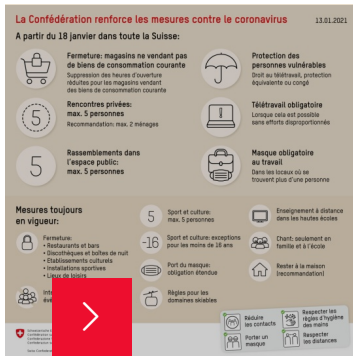 La Confédération renforce les mesures contre le coronavirus
13.01.2021
A partir du 18 janvier dans toute la Suisse:
Fermeture: magasins ne vendant pas
de biens de consommation courante
Suppression des heures d'ouverture
réduites pour les magasins vendant
des biens de consommation courante
Protection des
personnes vulnérables
Droit au télétravail, protection
équivalente ou congé
5
Rencontres privées:
max. 5 personnes
Recommandation: max. 2 ménages
Télétravail obligatoire
Lorsque cela est possible
sans efforts disproportionnés
5
Rassemblements dans
l'espace public:
max. 5 personnes
Masque obligatoire
au travail
Dans les locaux où se
trouvent plus d'une personne
Mesures toujours
en vigueur:
Fermeture:
• Restaurants et bars
• Discothèques et boîtes de nuit
• Établissements culturels
• Installations sportives
• Lieux de loisirs
5
Sport et culture:
max. 5 personnes
-16
Sport et culture: exceptions
pour les moins de 16 ans
Port du masque:
obligation étendue
Règles pour les
domaines skiables
Enseignement à distance
dans les hautes écoles
Chant: seulement en
famille et à l'école
Rester à la maison
(recommandation)
Réduire
les contacts
Respecter les
règles d'hygiène
des mains
Porter un
masque
Respecter
les distances